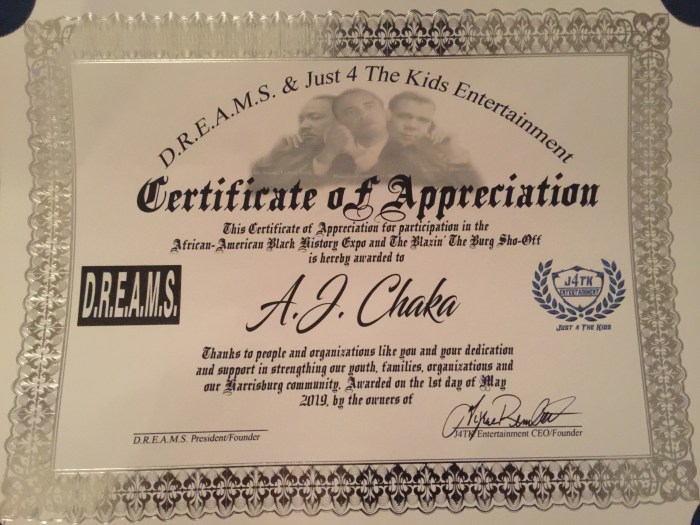 D.R.E.A.M.S. & Just 4 The Kids Entertainment
Certificate of Appreciation
This Certificate of Appreciation for participation in the
African-American Black History Expo and The Blazin' The Burg Sho-Off
is hereby awarded to
D.R.E.A.M.S.
A.J. Chaka
J4TK
ENTERTAINMENT
JUST 4 THE KIDS
Thanks to people and organizations like you and your dedication
and support in strengthing our youth, families, organizations and
our Harrisburg community. Awarded on the 1st day of May
2019, by the owners of
D.R.E.A.M.S. President/Founder
J4TK Entertainment CEO/Founder